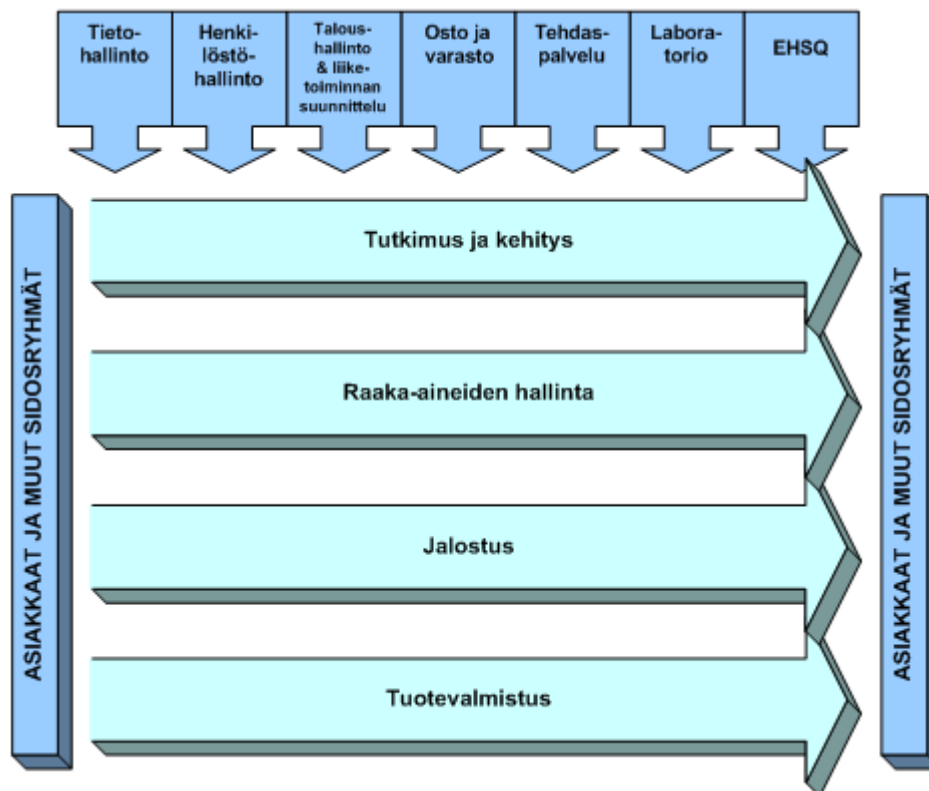 Tieto-
hallinto
Henki-
löstö-
hallinto
Talous-
hallinto
& liike-
toiminnan
suunnittelu
Osto ja
varasto
Tehdas-
palvelu
Labora-
torio
EHSQ
ASIAKKAAT JA MUUT SIDOSRYHMÄT
Tutkimus ja kehitys
Raaka-aineiden hallinta
Jalostus
Tuotevalmistus
ASIAKKAAT JA MUUT SIDOSRYHMÄT